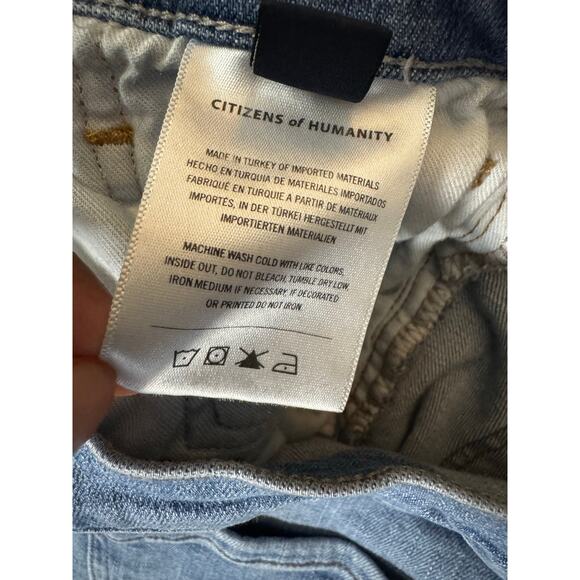 CITIZENS of HUMANITY
MADE IN TURKEY OF IMPORTED MATERIALS
HECHO EN TURQUIA DE MATERIALES IMPORTADOS
FABRIQUÉ EN TURQUIE A PARTIR DE MATÉRIAUX
IMPORTÉS, IN DER TÜRKEI HERGESTELLT MIT
IMPORTIERTEN MATERIALIEN
MACHINE WASH COLD WITH LIKE COLORS,
INSIDE OUT, DO NOT BLEACH, TUMBLE DRY LOW.
IRON MEDIUM IF NECESSARY. IF DECORATED
OR PRINTED DO NOT IRON.